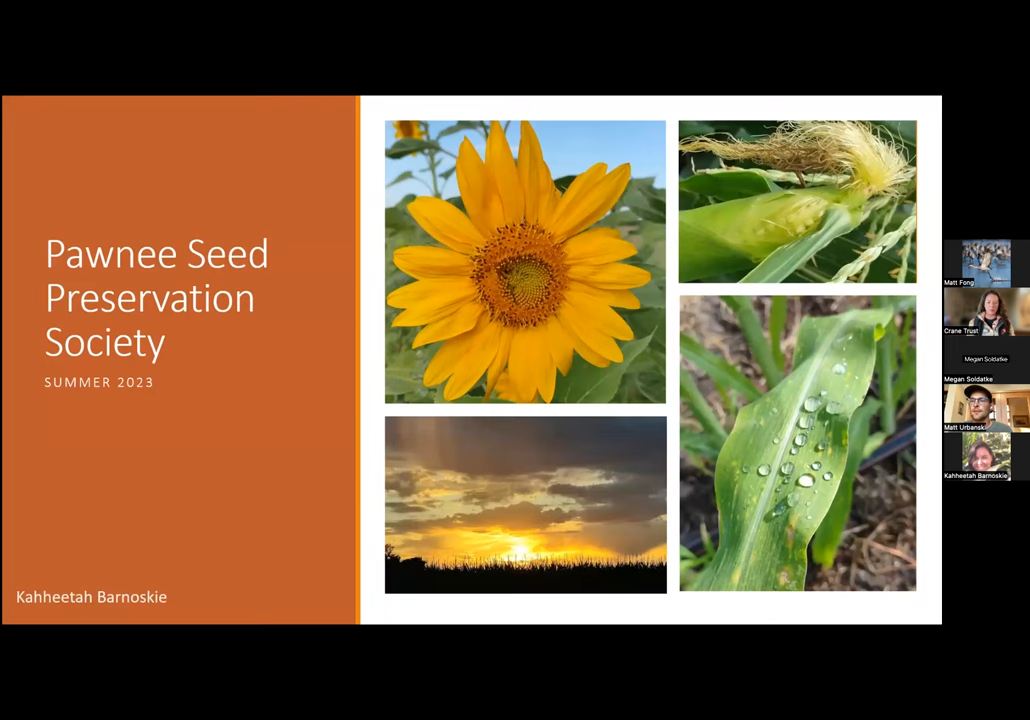 Pawnee Seed
Preservation
Society
SUMMER 2023
Kahheetah Barnoskie
Matt Fong
Crane Trust
Megan Soldatke
Megan Soldatke
Matt Urbanski
Kahheetah Barnoskie